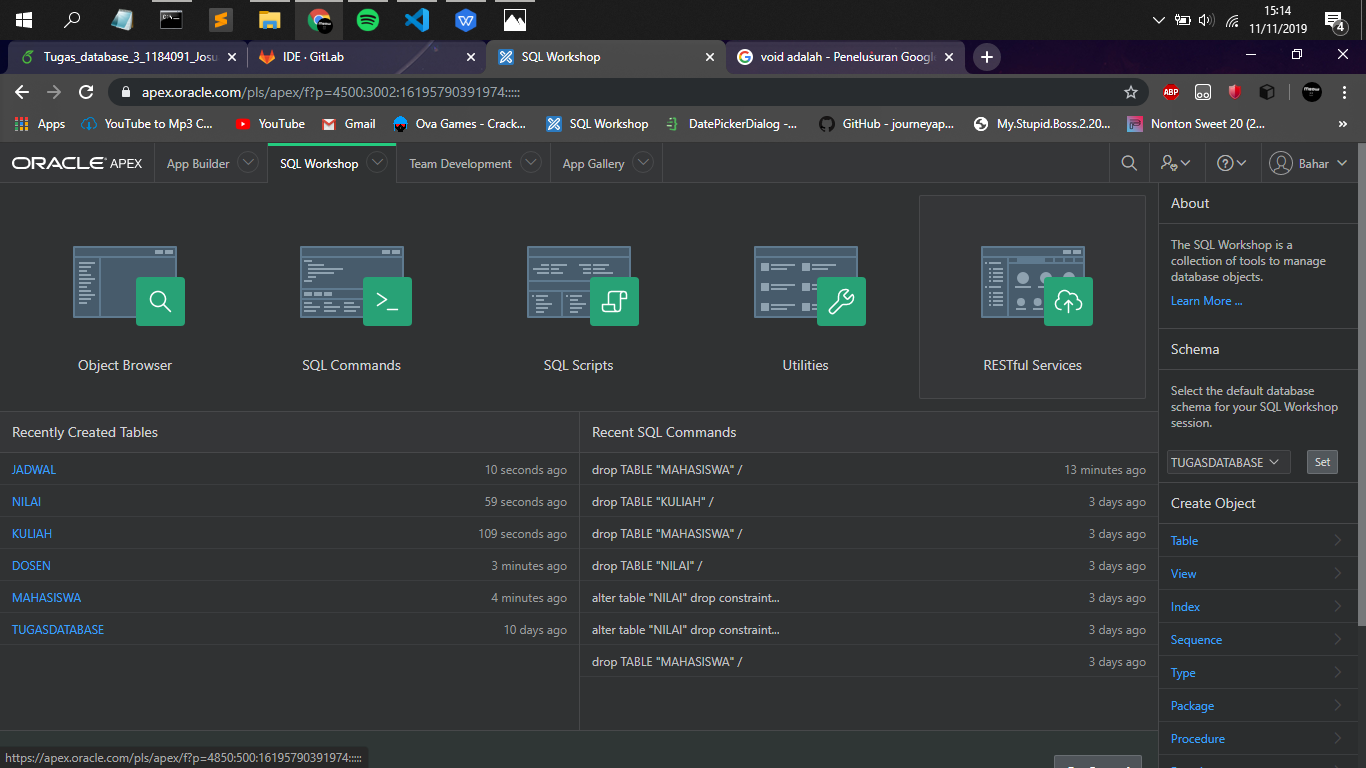 15:14
11/11/2019
4
Tugas_database_3_1184091_Josu
IDE · GitLab
SQL Workshop
void adalah - Penelusuran Google
apex.oracle.com/pls/apex/f?p=4500:3002:16195790391974:::::
ABP
Apps
YouTube to Mp3 C...
YouTube
Gmail
Ova Games - Crack...
SQL Workshop
DatePickerDialog -...
GitHub - journeyap...
My.Stupid.Boss.2.20...
Nonton Sweet 20 (2...
»
ORACLE APEX
App Builder
SQL Workshop
Team Development
App Gallery
Bahar
Object Browser
SQL Commands
SQL Scripts
Utilities
RESTful Services
Recently Created Tables
JADWAL 10 seconds ago
NILAI 59 seconds ago
KULIAH 109 seconds ago
DOSEN 3 minutes ago
MAHASISWA 4 minutes ago
TUGASDATABASE 10 days ago
Recent SQL Commands
drop TABLE "MAHASISWA" / 13 minutes ago
drop TABLE "KULIAH" / 3 days ago
drop TABLE "MAHASISWA" / 3 days ago
drop TABLE "NILAI" / 3 days ago
alter table "NILAI" drop constraint... 3 days ago
alter table "NILAI" drop constraint... 3 days ago
drop TABLE "MAHASISWA" / 3 days ago
About
The SQL Workshop is a
collection of tools to manage
database objects.
Learn More ...
Schema
Select the default database
schema for your SQL Workshop
session.
TUGASDATABASE Set
Create Object
Table
View
Index
Sequence
Type
Package
Procedure
https://apex.oracle.com/pls/apex/f?p=4850:500:16195790391974:::::